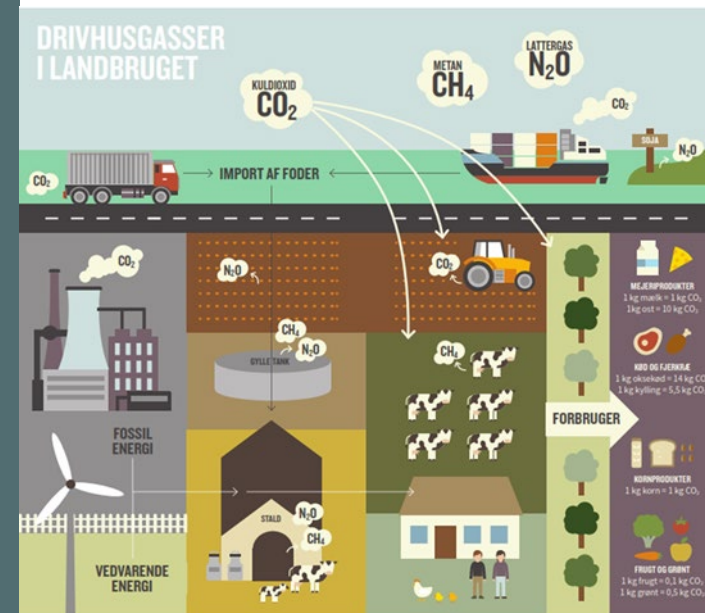 DRIVHUSGASSER
I LANDBRUGET
KULDIOXID
CO₂
METAN
CH₄
LATTERGAS
N₂O
CO₂
SOJA
N₂O
CO₂
IMPORT AF FODER
CO₂
N₂O
CO₂
CH₄
N₂O
GYLLETANK
CH₄
FOSSIL
ENERGI
VEDVARENDE
ENERGI
STALD
N₂O
CH₄
FORBRUGER
MEJERIPRODUKTER
1 kg mælk = 1 kg CO₂
1kg ost = 10 kg CO₂
KØD OG FJERKRÆ
1 kg oksekød = 14 kg CO
1 kg kylling = 5,5 kg CO₂
KORNPRODUKTER
1 kg korn = 1 kg CO₂
FRUGT OG GRØNT
1 kg frugt = 0,1 kg CO₂
1 kg grønt = 0,5 kg CO₂